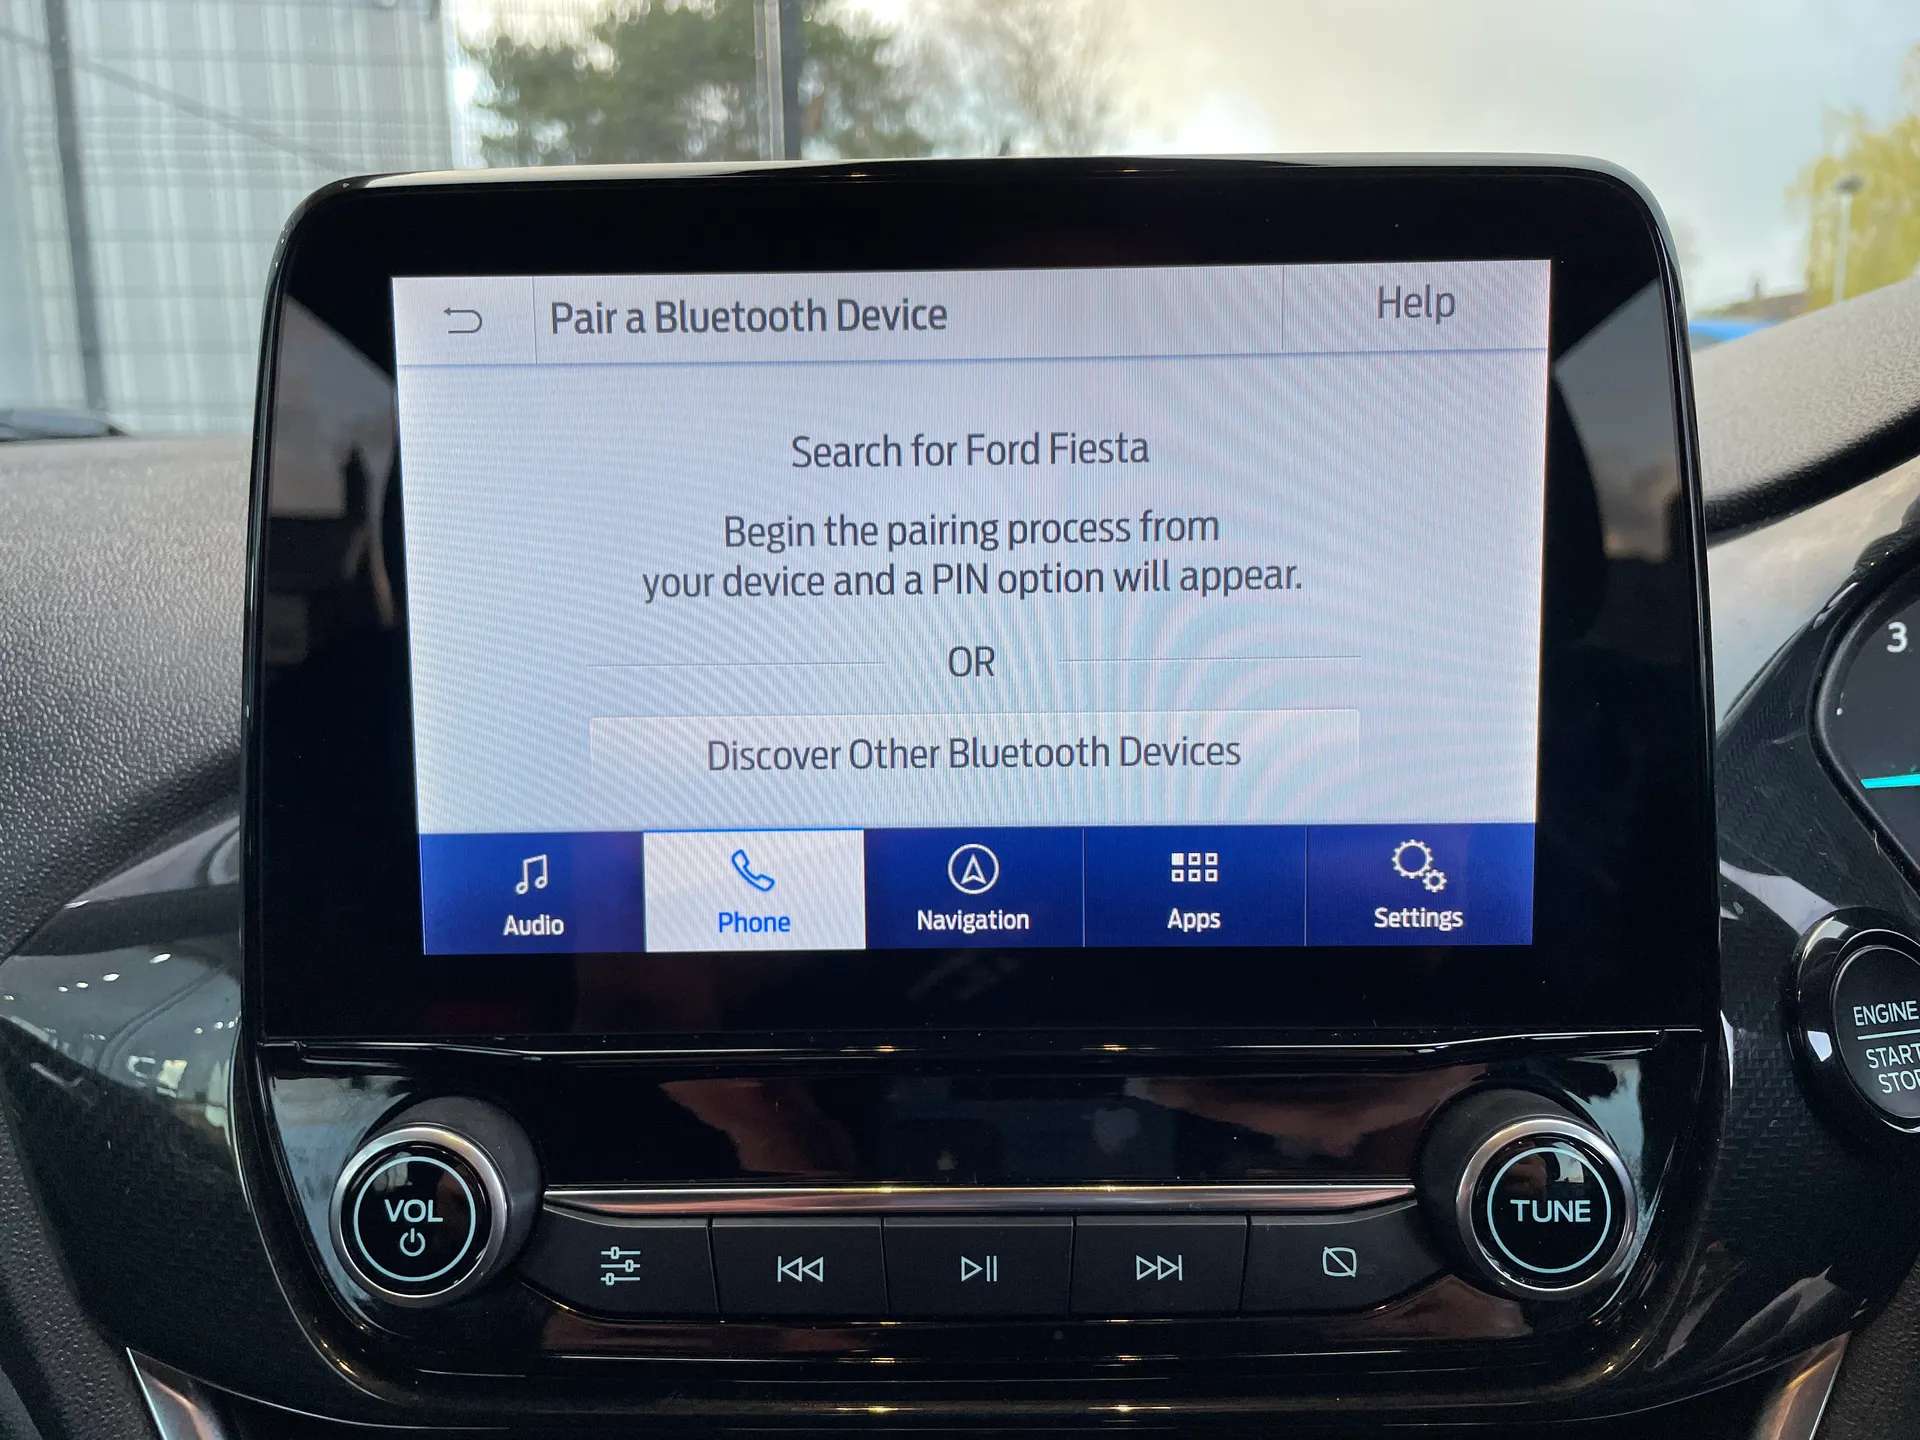 Pair a Bluetooth Device
Help
Search for Ford Fiesta
Begin the pairing process from
your device and a PIN option will appear.
OR
Discover Other Bluetooth Devices
Audio
Phone
Navigation
Apps
Settings
3
ENGINE
START
STOP
VOL
TUNE